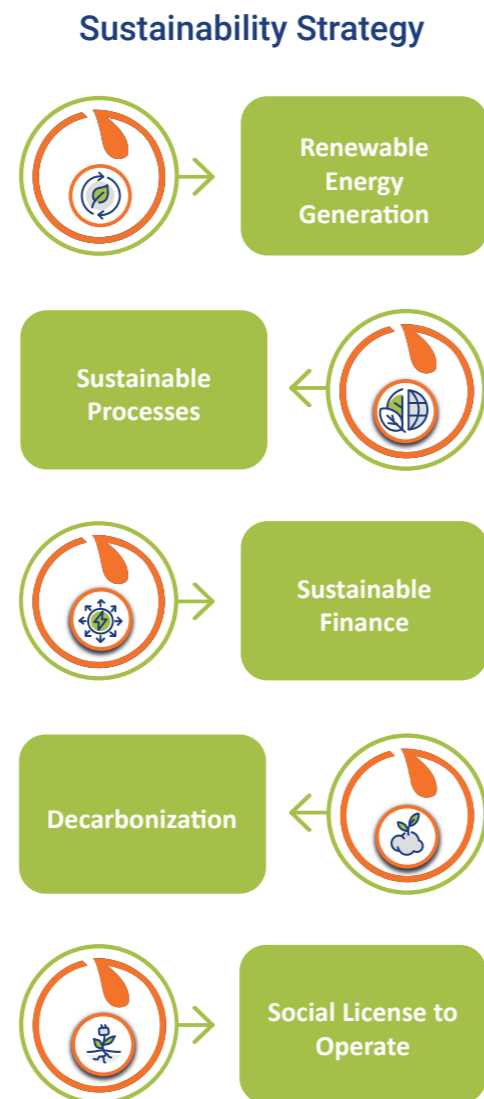 Sustainability Strategy
Renewable
Energy
Generation
Sustainable
Processes
Sustainable
Finance
Decarbonization
Social License to
Operate